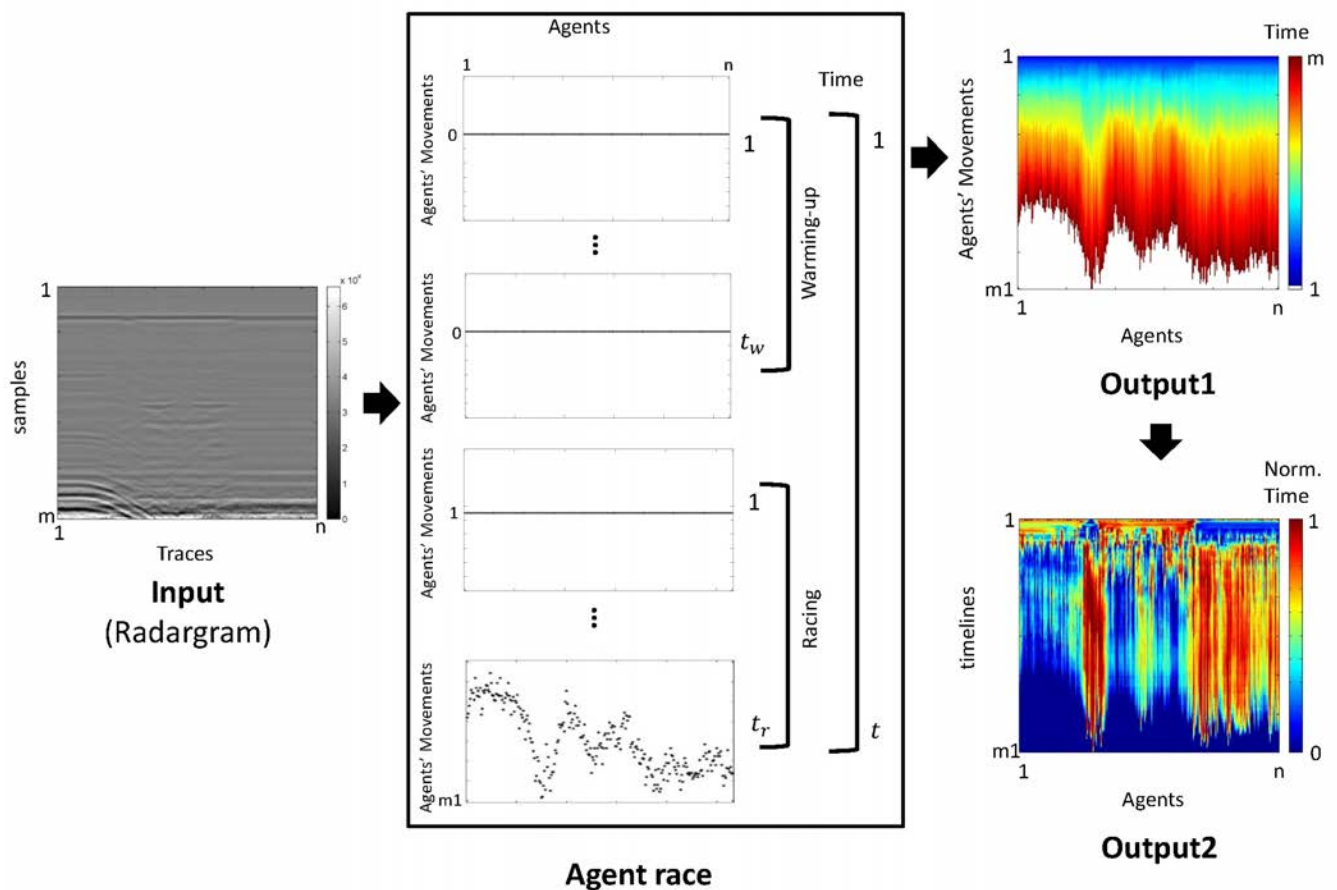 1
samples
m
1
n
Traces
x 10⁴
6
5
4
3
2
1
0
Input
(Radargram)
Agents
1
n
Time
Agents' Movements
0
1
1
Warming-up
Agents' Movements
0
t_w
Agents' Movements
1
1
Racing
Agents' Movements
m1
t_r
t
Agent race
Time
1
m
Agents' Movements
m1
1
1
n
Agents
Output1
Norm.
Time
1
1
timelines
m1
0
1
n
Agents
Output2